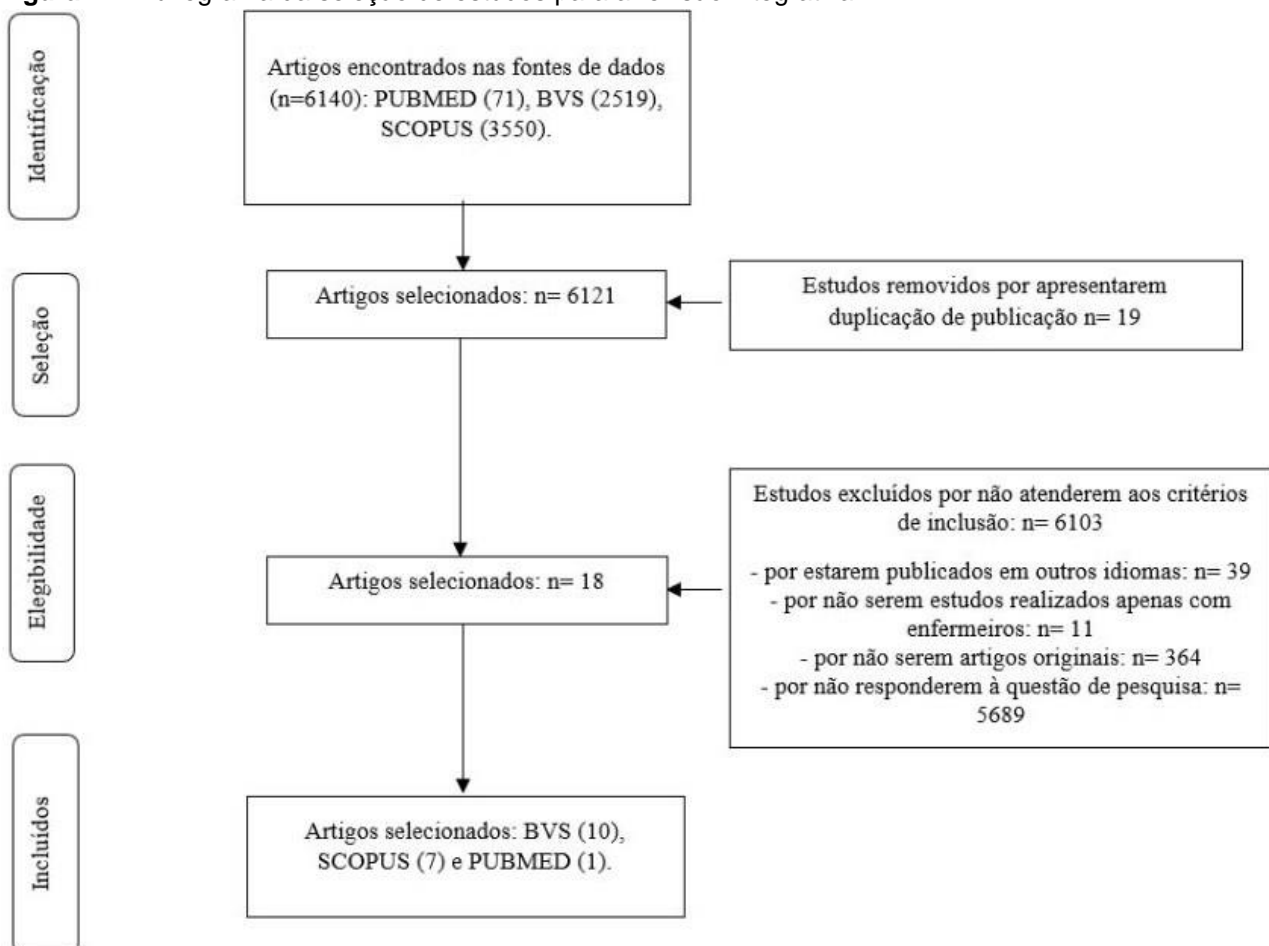 Identificação
Artigos encontrados nas fontes de dados
(n=6140): PUBMED (71), BVS (2519),
SCOPUS (3550).
Seleção
Artigos selecionados: n= 6121
Estudos removidos por apresentarem
duplicação de publicação n= 19
Elegibilidade
Artigos selecionados: n= 18
Estudos excluídos por não atenderem aos critérios
de inclusão: n= 6103
- por estarem publicados em outros idiomas: n= 39
- por não serem estudos realizados apenas com
enfermeiros: n= 11
- por não serem artigos originais: n= 364
- por não responderem à questão de pesquisa: n=
5689
Incluídos
Artigos selecionados: BVS (10),
SCOPUS (7) e PUBMED (1).